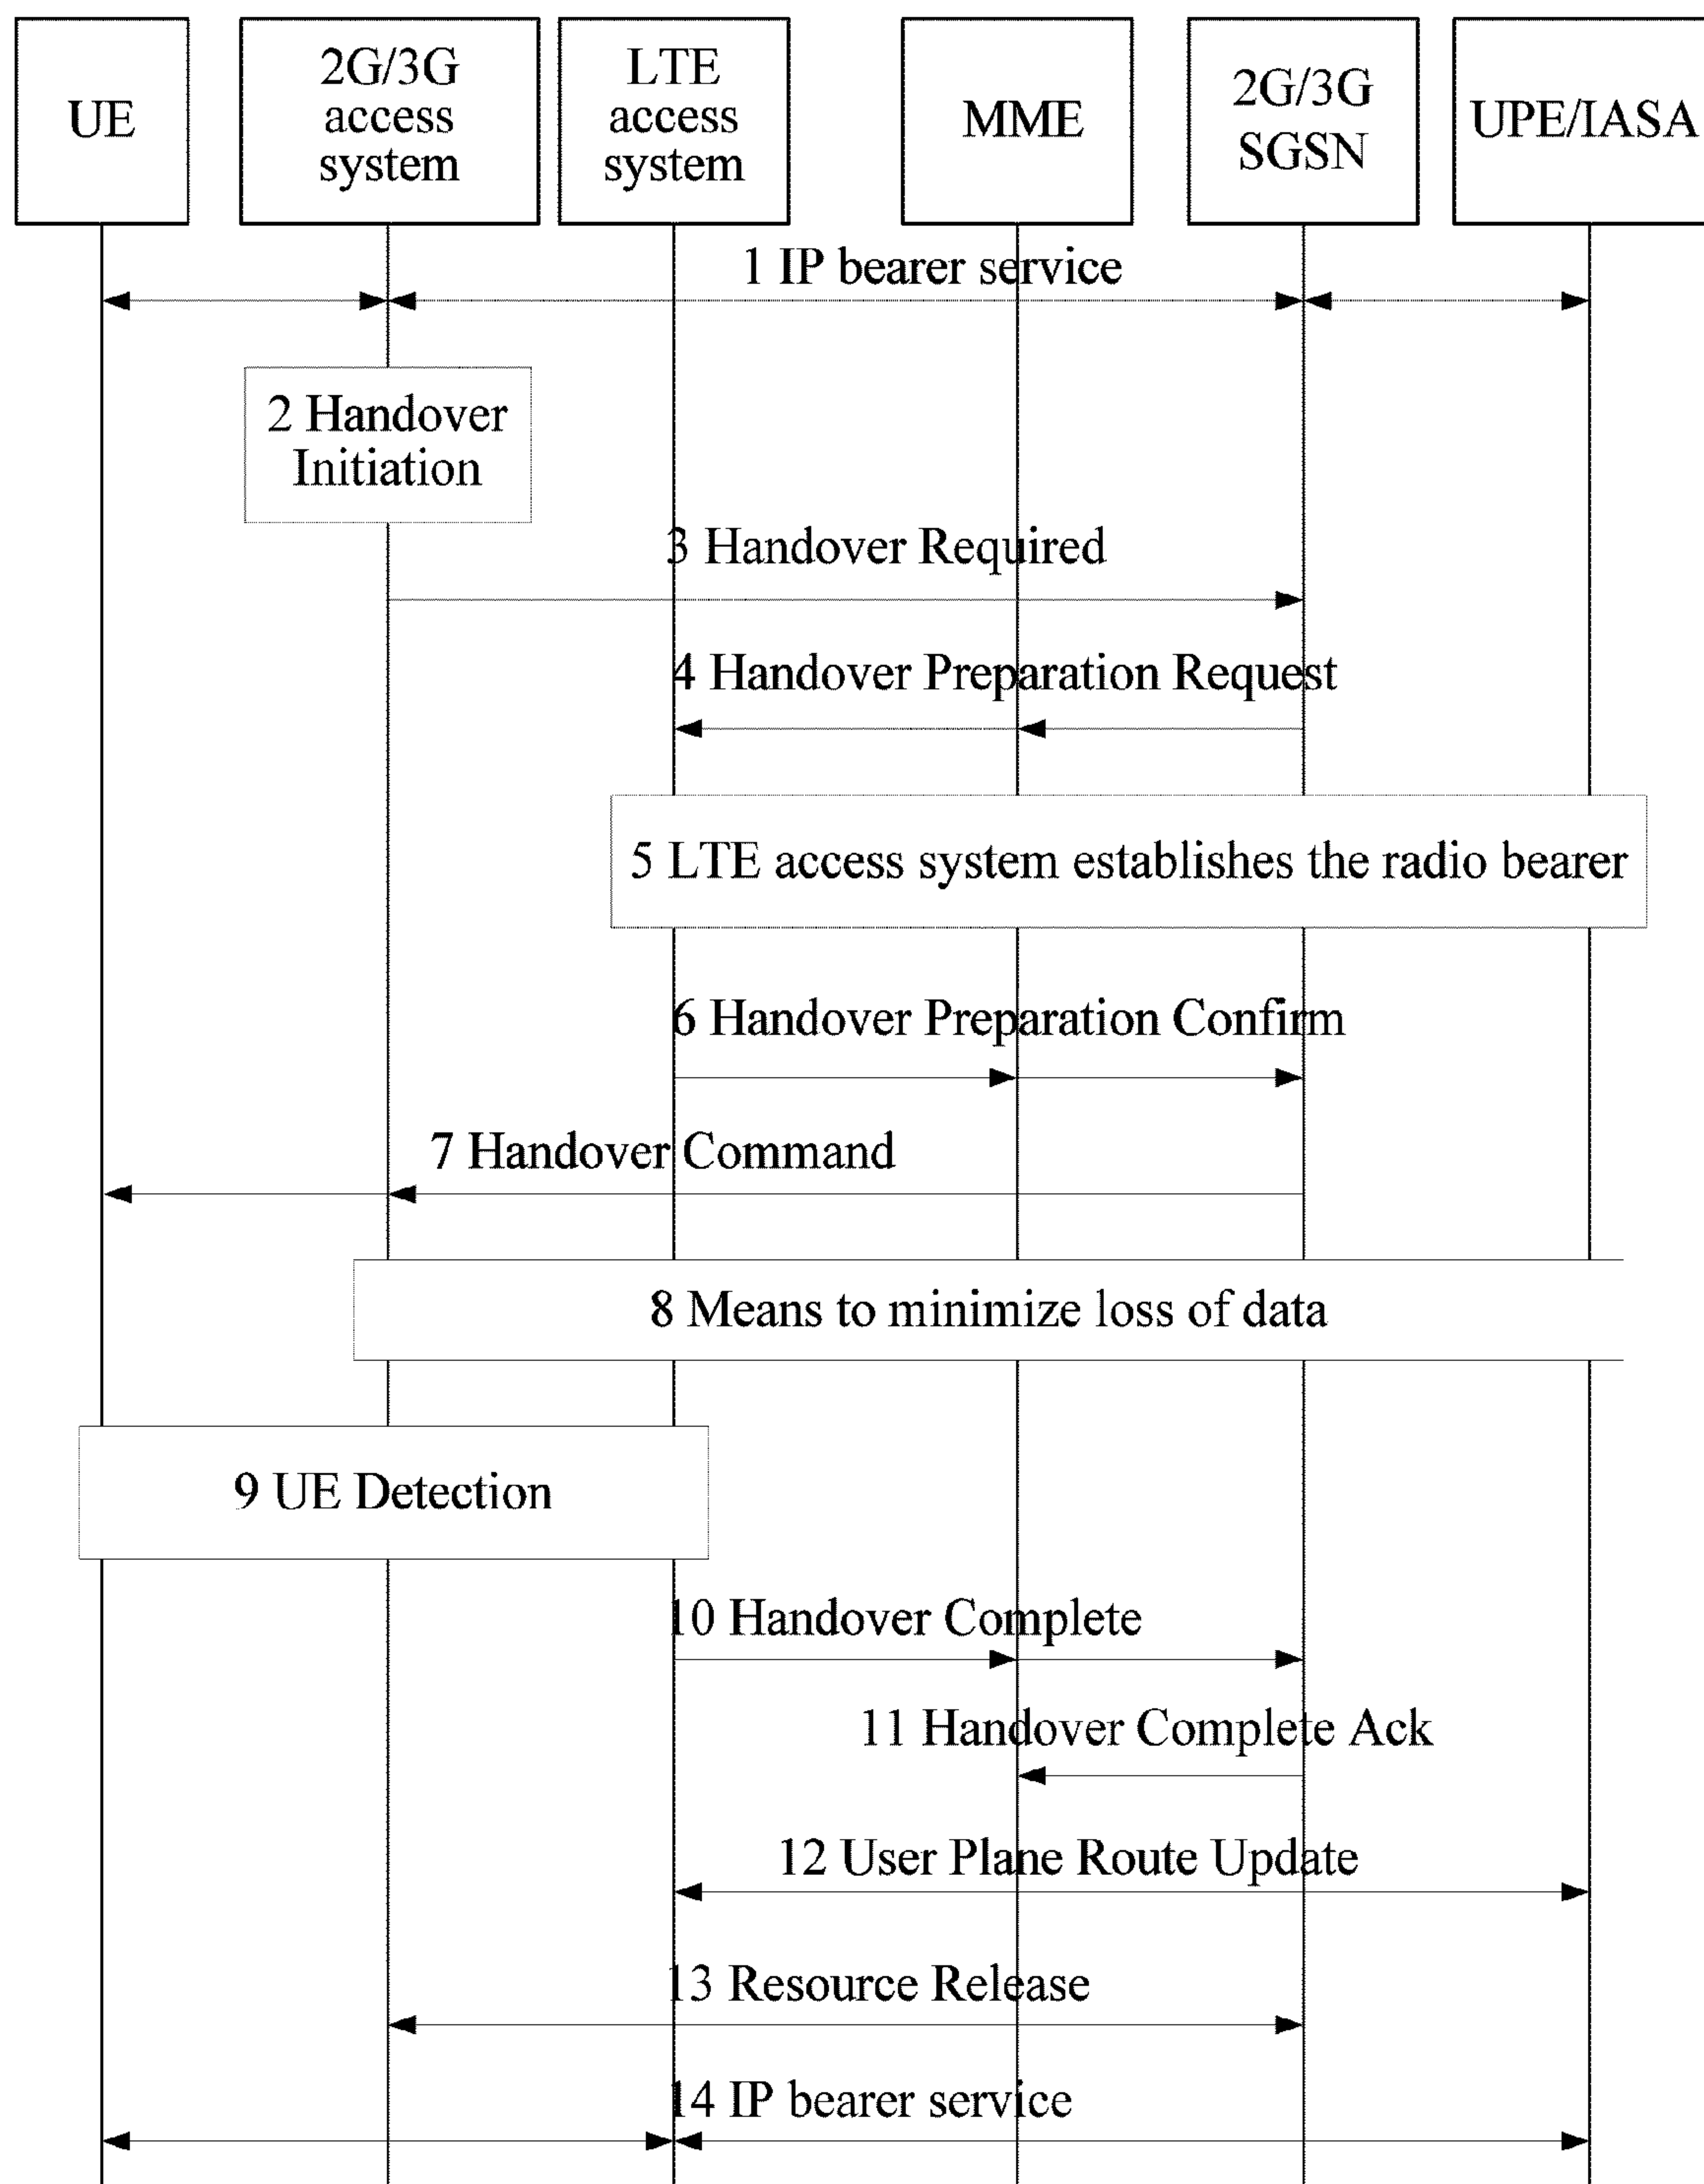 UE
2G/3G
access
system
LTE
access
system
MME
2G/3G
SGSN
UPE/IASA
1 IP bearer service
2 Handover
Initiation
3 Handover Required
4 Handover Preparation Request
5 LTE access system establishes the radio bearer
6 Handover Preparation Confirm
7 Handover Command
8 Means to minimize loss of data
9 UE Detection
10 Handover Complete
11 Handover Complete Ack
12 User Plane Route Update
13 Resource Release
14 IP bearer service